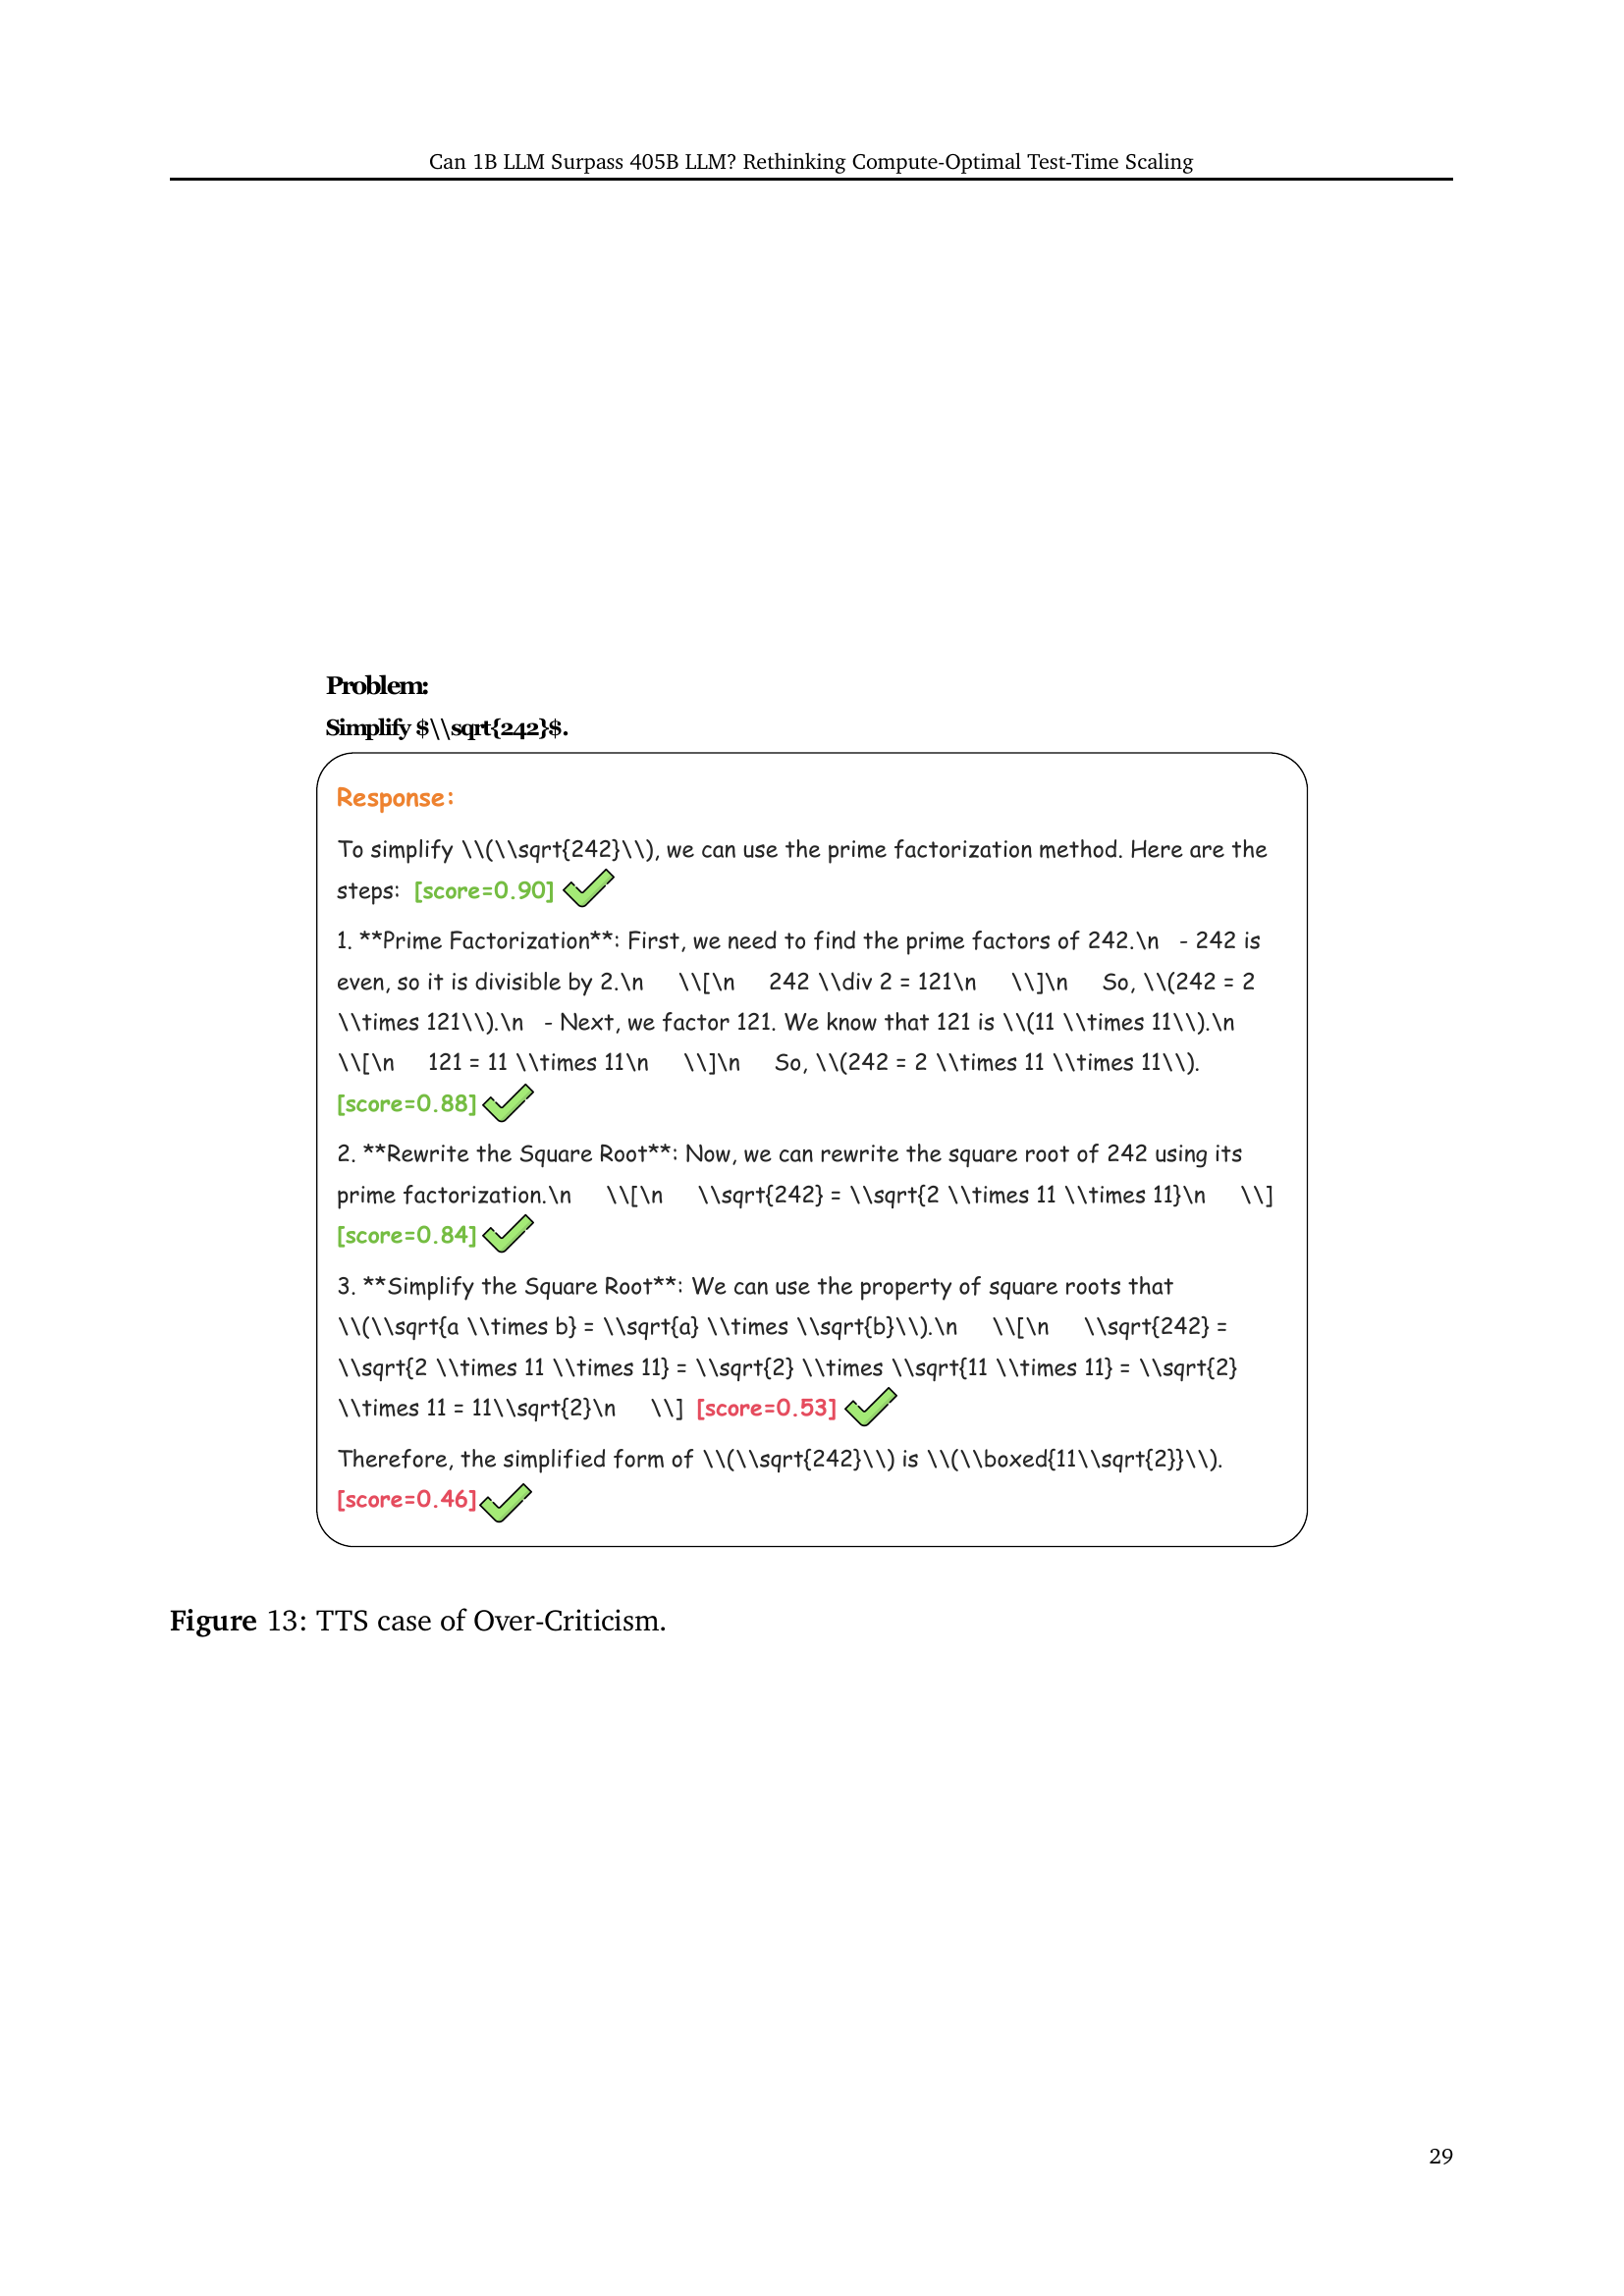 Can 1B LLM Surpass 405B LLM? Rethinking Compute-Optimal Test-Time Scaling
Problem:
Simplify $\\sqrt{242}$.
Response:
To simplify \\(\\sqrt{242}\\), we can use the prime factorization method. Here are the
steps: [score=0.90]
1. **Prime Factorization**: First, we need to find the prime factors of 242.\n   - 242 is
even, so it is divisible by 2.\n     \\[\n     242 \\div 2 = 121\n     \\]\n     So, \\(242 = 2
\\times 121\\).\n   - Next, we factor 121. We know that 121 is \\(11 \\times 11\\).\n
\\[\n     121 = 11 \\times 11\n     \\]\n     So, \\(242 = 2 \\times 11 \\times 11\\).
[score=0.88]
2. **Rewrite the Square Root**: Now, we can rewrite the square root of 242 using its
prime factorization.\n     \\[\n     \\sqrt{242} = \\sqrt{2 \\times 11 \\times 11}\n     \\]
[score=0.84]
3. **Simplify the Square Root**: We can use the property of square roots that
\\(\\sqrt{a \\times b} = \\sqrt{a} \\times \\sqrt{b}\\).\n     \\[\n     \\sqrt{242} =
\\sqrt{2 \\times 11 \\times 11} = \\sqrt{2} \\times \\sqrt{11 \\times 11} = \\sqrt{2}
\\times 11 = 11\\sqrt{2}\n     \\] [score=0.53]
Therefore, the simplified form of \\(\\sqrt{242}\\) is \\(\\boxed{11\\sqrt{2}}\\).
[score=0.46]
Figure 13: TTS case of Over-Criticism.
29